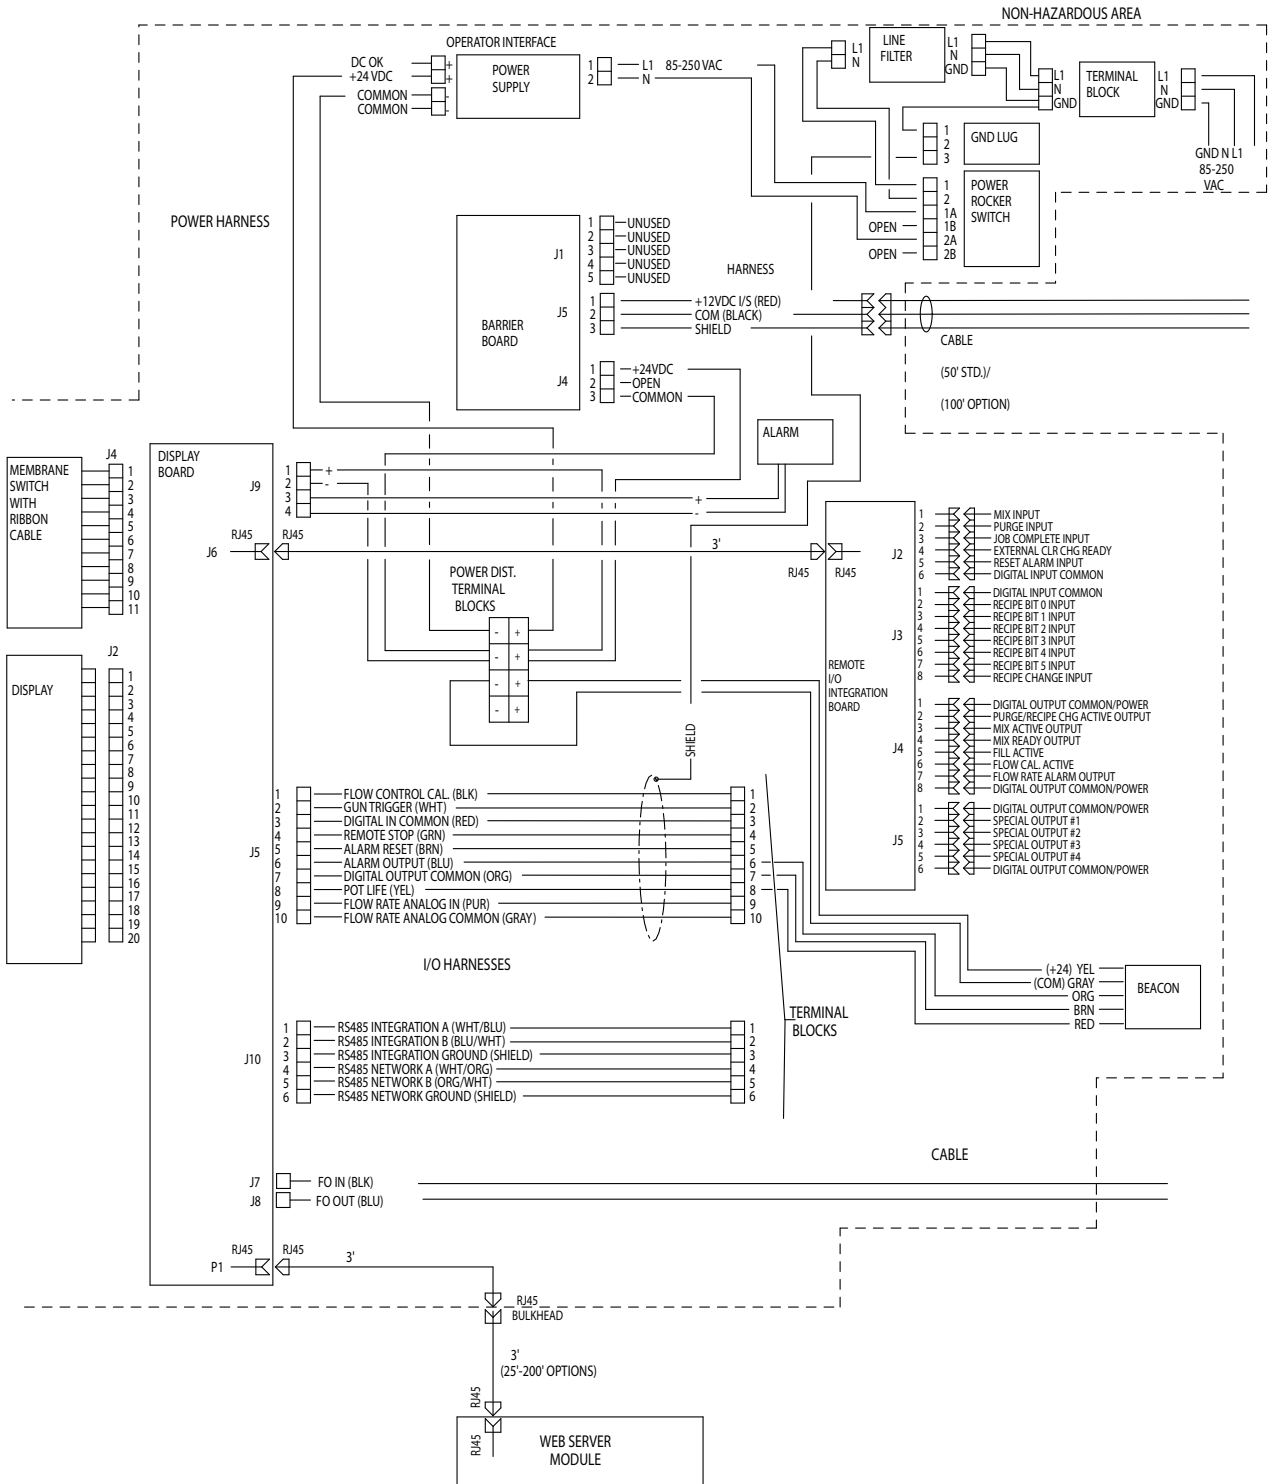 NON-HAZARDOUS AREA
OPERATOR INTERFACE
DC OK
+24 VDC
COMMON
COMMON
+
+
-
-
POWER
SUPPLY
1
2
L1 85-250 VAC
N
L1
N
LINE
FILTER
L1
N
GND
L1
N
GND
TERMINAL
BLOCK
L1
N
GND
GND N L1
85-250
VAC
1
2
3
GND LUG
1
2
1A
1B
2A
2B
OPEN
OPEN
POWER
ROCKER
SWITCH
POWER HARNESS
BARRIER
BOARD
J1
1 UNUSED
2 UNUSED
3 UNUSED
4 UNUSED
5 UNUSED
HARNESS
J5
1 +12VDC I/S (RED)
2 COM (BLACK)
3 SHIELD
J4
1 +24VDC
2 OPEN
3 COMMON
CABLE
(50' STD.)/
(100' OPTION)
ALARM
MEMBRANE
SWITCH
WITH
RIBBON
CABLE
J4
1
2
3
4
5
6
7
8
9
10
11
DISPLAY
BOARD
J9
1 +
2 -
3
4
+
-
RJ45 RJ45
J6
3'
RJ45 RJ45
POWER DIST.
TERMINAL
BLOCKS
- +
- +
- +
- +
SHIELD
REMOTE
I/O
INTEGRATION
BOARD
J2
1 MIX INPUT
2 PURGE INPUT
3 JOB COMPLETE INPUT
4 EXTERNAL CLR CHG READY
5 RESET ALARM INPUT
6 DIGITAL INPUT COMMON
J3
1 DIGITAL INPUT COMMON
2 RECIPE BIT 0 INPUT
3 RECIPE BIT 1 INPUT
4 RECIPE BIT 2 INPUT
5 RECIPE BIT 3 INPUT
6 RECIPE BIT 4 INPUT
7 RECIPE BIT 5 INPUT
8 RECIPE CHANGE INPUT
J4
1 DIGITAL OUTPUT COMMON/POWER
2 PURGE/RECIPE CHG ACTIVE OUTPUT
3 MIX ACTIVE OUTPUT
4 MIX READY OUTPUT
5 FILL ACTIVE
6 FLOW CAL. ACTIVE
7 FLOW RATE ALARM OUTPUT
8 DIGITAL OUTPUT COMMON/POWER
J5
1 DIGITAL OUTPUT COMMON/POWER
2 SPECIAL OUTPUT #1
3 SPECIAL OUTPUT #2
4 SPECIAL OUTPUT #3
5 SPECIAL OUTPUT #4
6 DIGITAL OUTPUT COMMON/POWER
DISPLAY
J2
1
2
3
4
5
6
7
8
9
10
11
12
13
14
15
16
17
18
19
20
J5
1 FLOW CONTROL CAL. (BLK) 1
2 GUN TRIGGER (WHT) 2
3 DIGITAL IN COMMON (RED) 3
4 REMOTE STOP (GRN) 4
5 ALARM RESET (BRN) 5
6 ALARM OUTPUT (BLU) 6
7 DIGITAL OUTPUT COMMON (ORG) 7
8 POT LIFE (YEL) 8
9 FLOW RATE ANALOG IN (PUR) 9
10 FLOW RATE ANALOG COMMON (GRAY) 10
I/O HARNESSES
(+24) YEL
(COM) GRAY
ORG
BRN
RED
BEACON
TERMINAL
BLOCKS
J10
1 RS485 INTEGRATION A (WHT/BLU) 1
2 RS485 INTEGRATION B (BLU/WHT) 2
3 RS485 INTEGRATION GROUND (SHIELD) 3
4 RS485 NETWORK A (WHT/ORG) 4
5 RS485 NETWORK B (ORG/WHT) 5
6 RS485 NETWORK GROUND (SHIELD) 6
CABLE
J7 FO IN (BLK)
J8 FO OUT (BLU)
RJ45 RJ45
P1
3'
RJ45
BULKHEAD
3'
(25'-200' OPTIONS)
RJ45
RJ45
WEB SERVER
MODULE